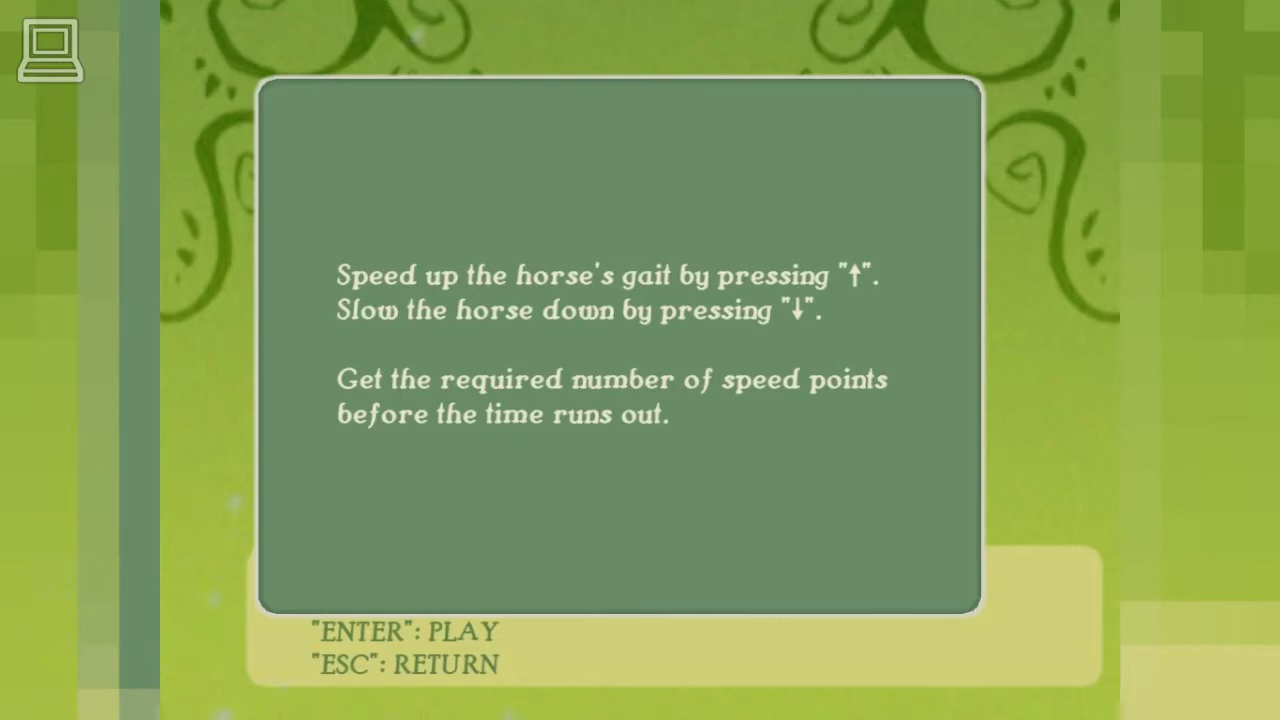 Speed up the horse's gait by pressing "↑".
Slow the horse down by pressing "↓".
Get the required number of speed points
before the time runs out.
"ENTER": PLAY
"ESC": RETURN